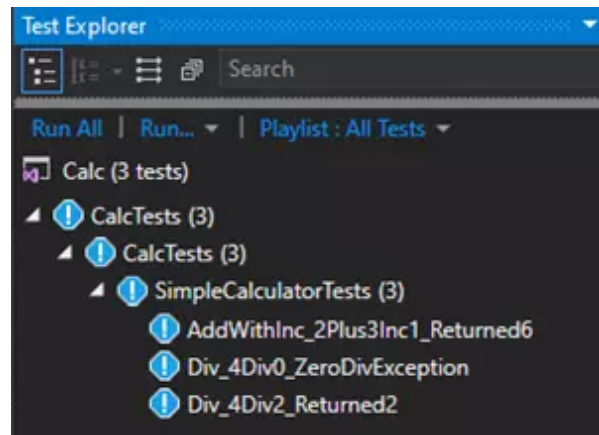 Test Explorer
Search
Run All | Run... | Playlist : All Tests
Calc (3 tests)
CalcTests (3)
CalcTests (3)
SimpleCalculatorTests (3)
AddWithInc_2Plus3Inc1_Returned6
Div_4Div0_ZeroDivException
Div_4Div2_Returned2